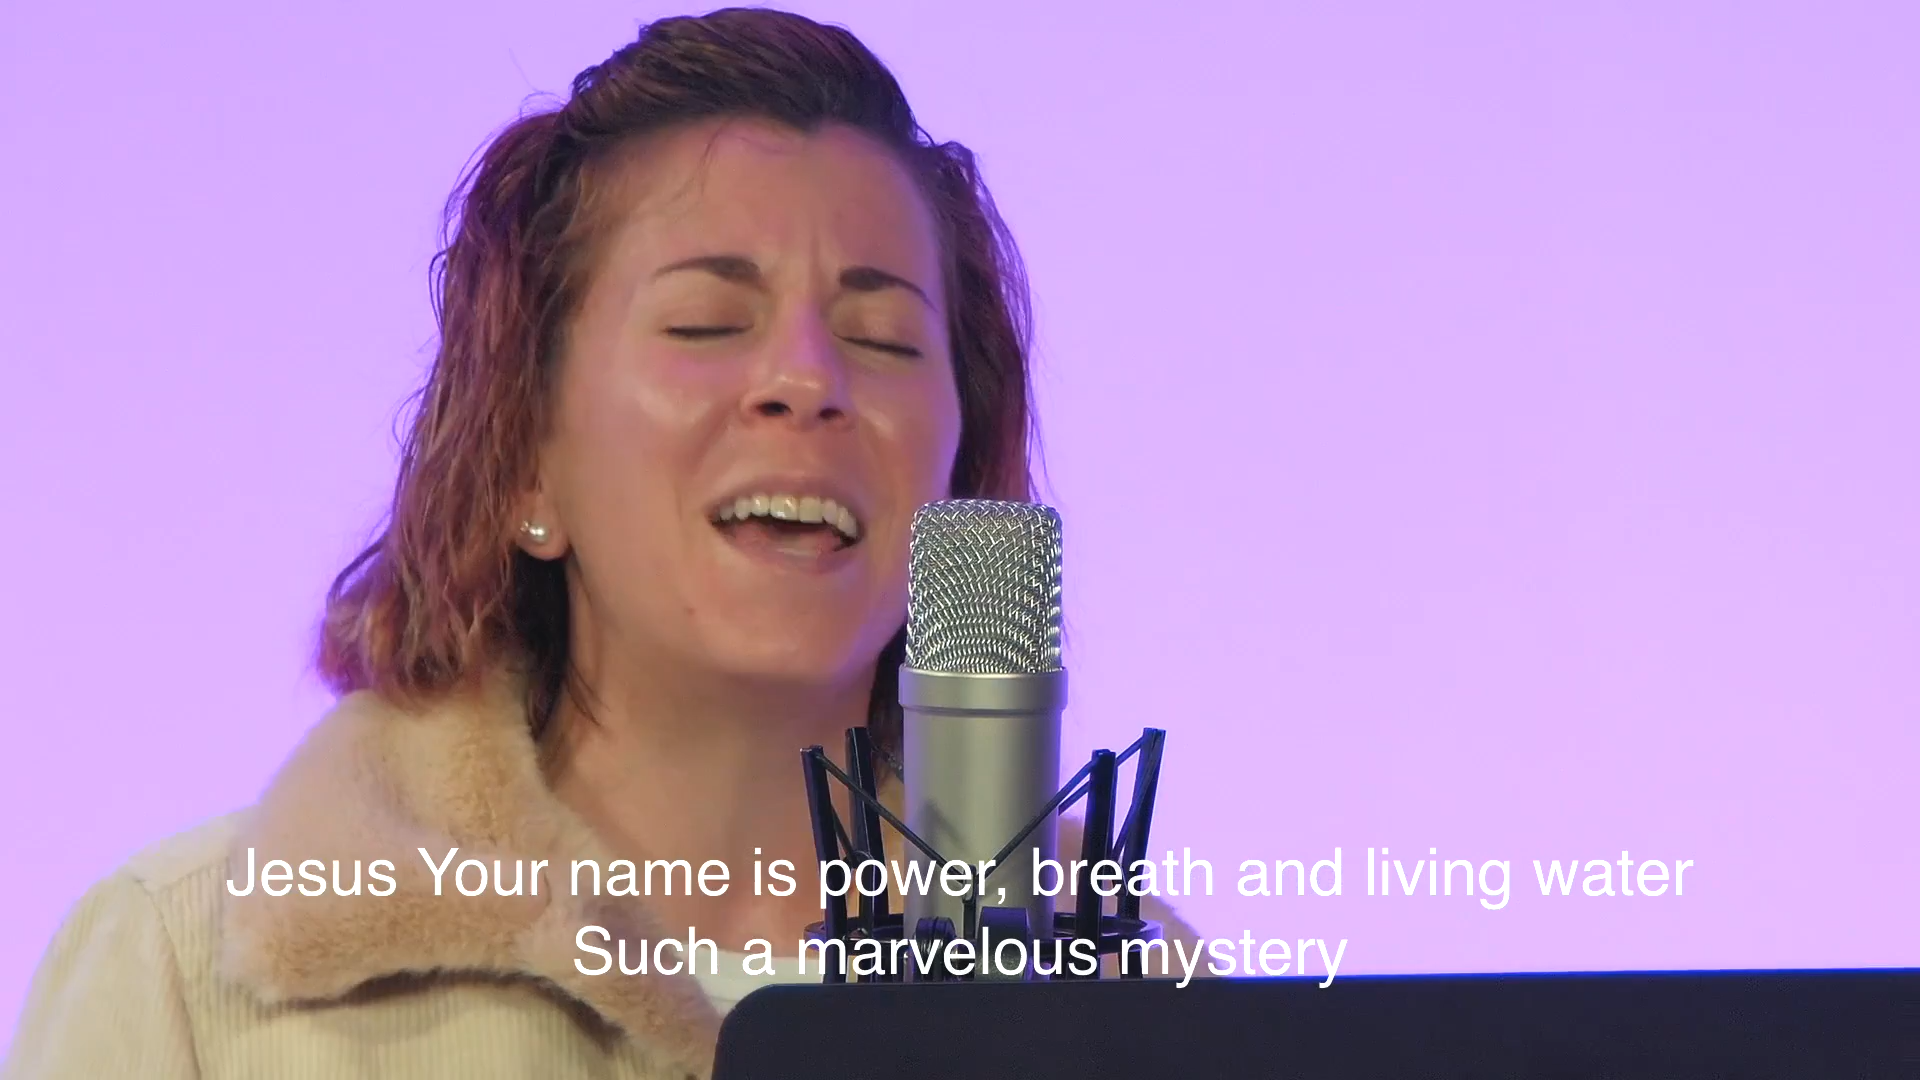 Jesus Your name is power, breath and living water
Such a marvelous mystery